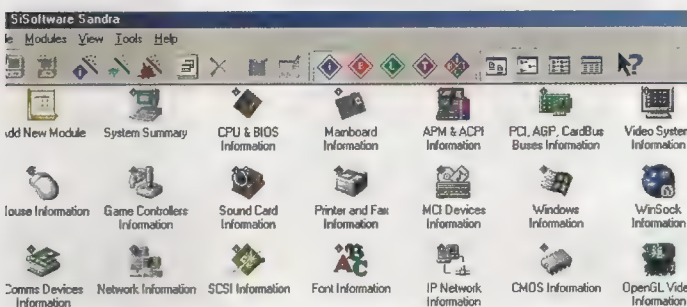 SiSoftware Sandra
le Modules View Tools Help
Add New Module System Summary CPU & BIOS Information Mainboard Information APM & ACPI Information PCI, AGP, CardBus Buses Information Video System Information
Mouse Information Game Controllers Information Sound Card Information Printer and Fax Information MCI Devices Information Windows Information WinSock Information
Comms Devices Information Network Information SCSI Information Font Information IP Network Information CMOS Information OpenGL Vide Information